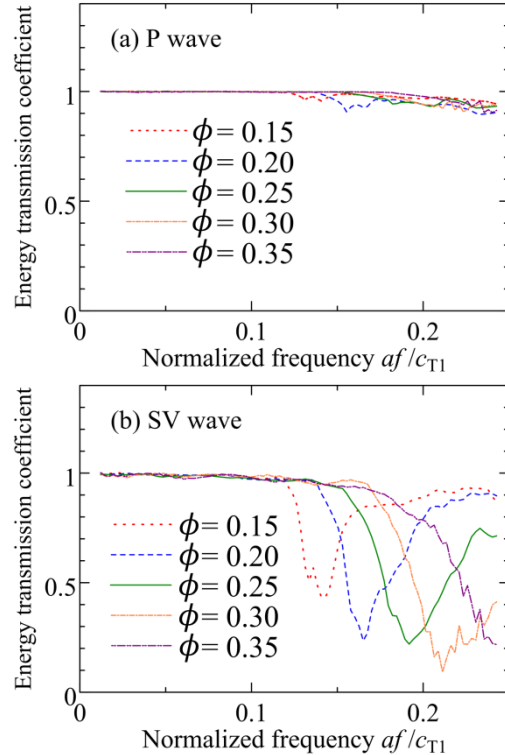 (a) P wave
Energy transmission coefficient
1
0.5
0
ϕ = 0.15
ϕ = 0.20
ϕ = 0.25
ϕ = 0.30
ϕ = 0.35
0 0.1 0.2
Normalized frequency af/cT1
(b) SV wave
Energy transmission coefficient
1
0.5
0
ϕ = 0.15
ϕ = 0.20
ϕ = 0.25
ϕ = 0.30
ϕ = 0.35
0 0.1 0.2
Normalized frequency af/cT1